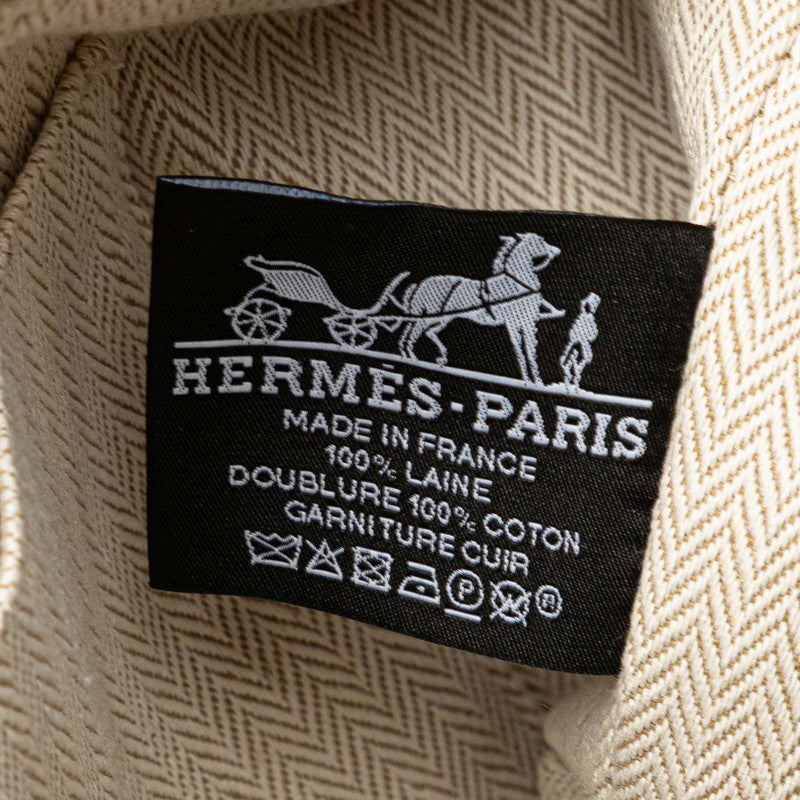 HERMÈS-PARIS
MADE IN FRANCE
100% LAINE
DOUBLURE 100% COTON
GARNITURE CUIR
P W R